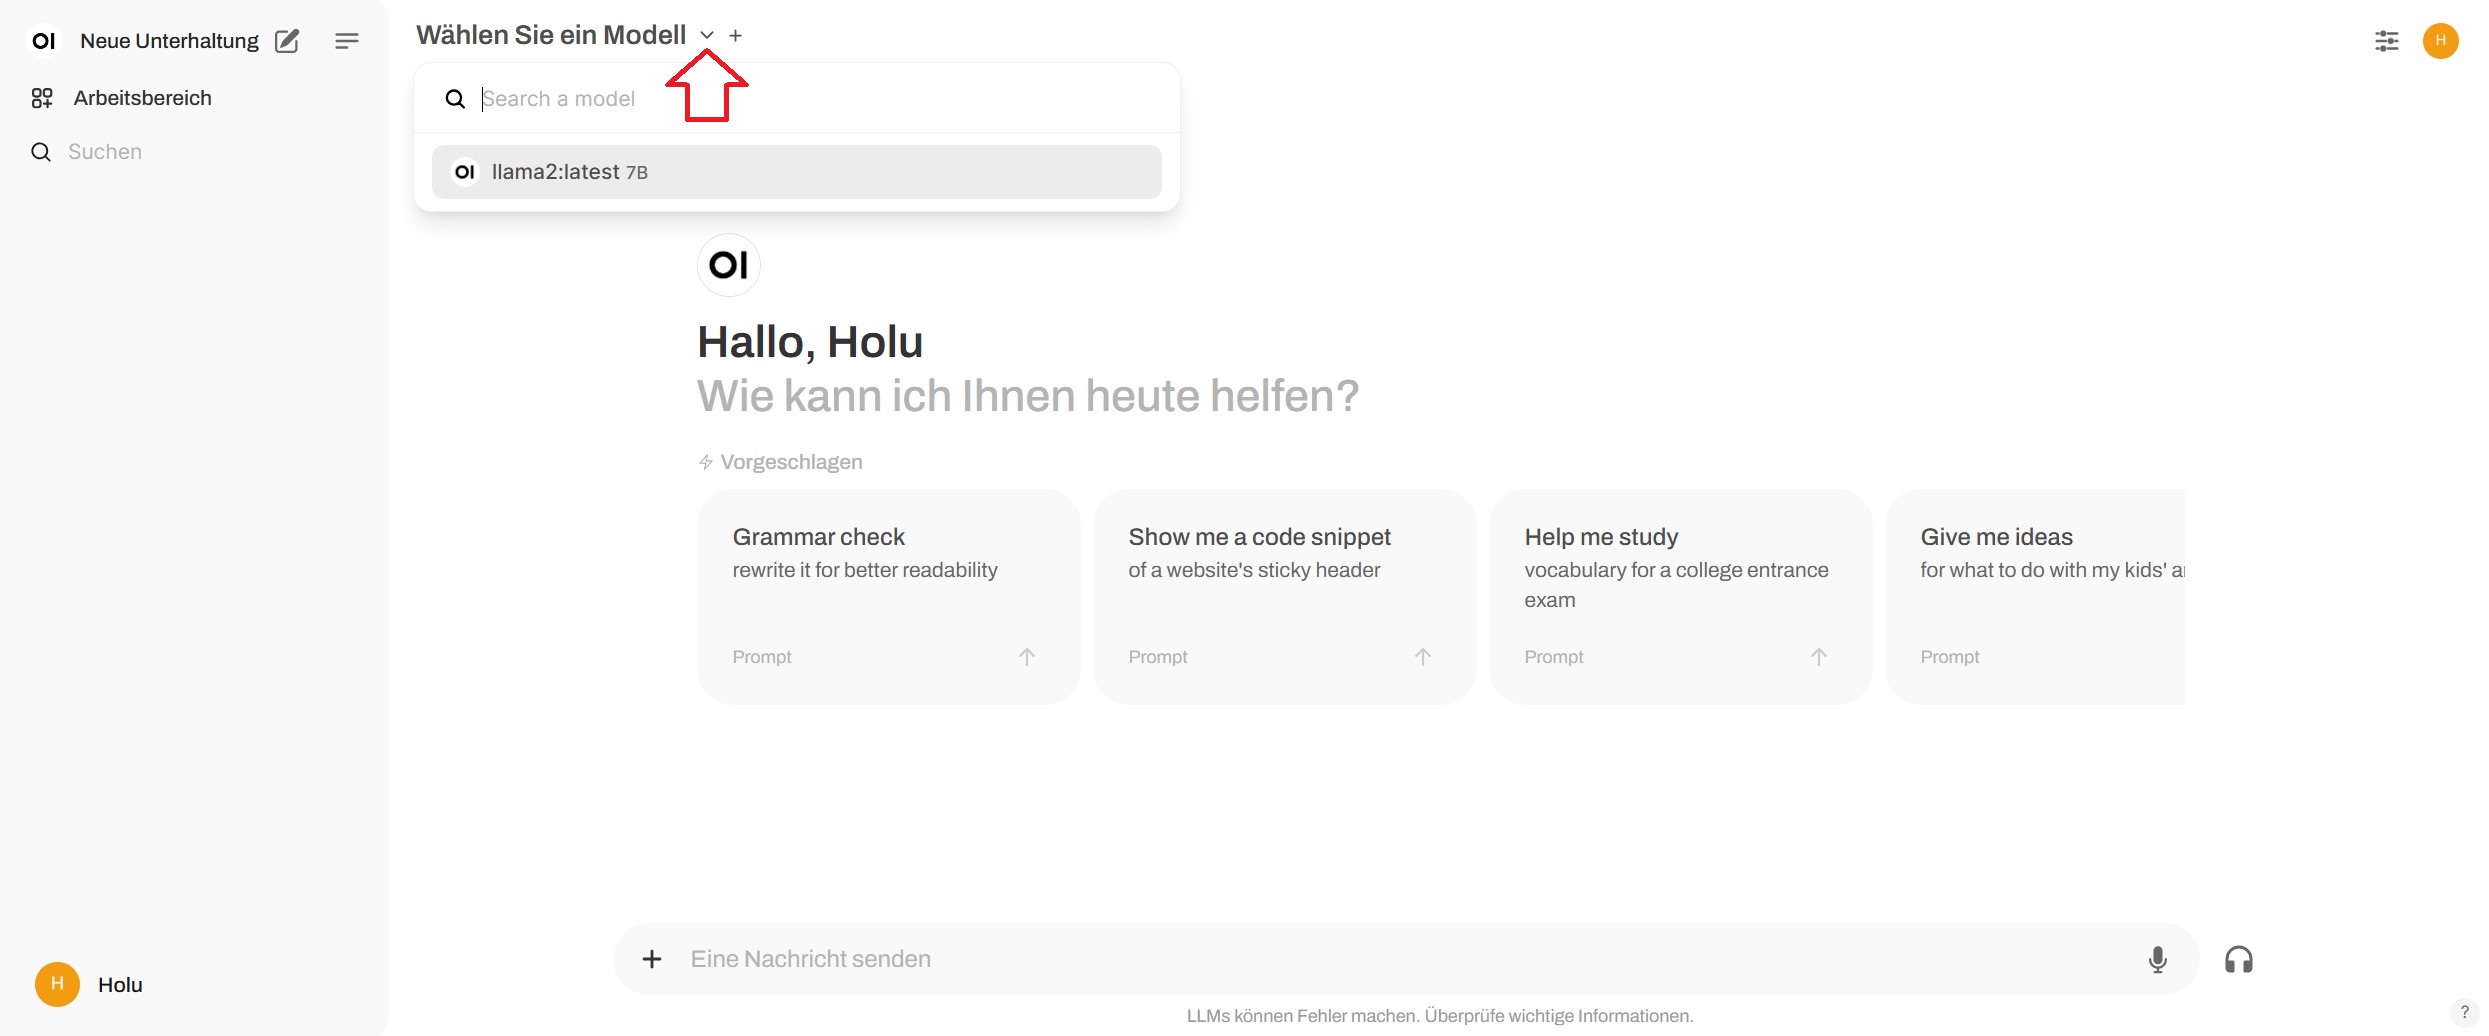 OI Neue Unterhaltung
Arbeitsbereich
Suchen
Wählen Sie ein Modell
Search a model
OI llama2:latest 7B
H
OI
Hallo, Holu
Wie kann ich Ihnen heute helfen?
Vorgeschlagen
Grammar check
rewrite it for better readability
Prompt
Show me a code snippet
of a website's sticky header
Prompt
Help me study
vocabulary for a college entrance
exam
Prompt
Give me ideas
for what to do with my kids'
Prompt
Eine Nachricht senden
H Holu
LLMs können Fehler machen. Überprüfe wichtige Informationen.
?